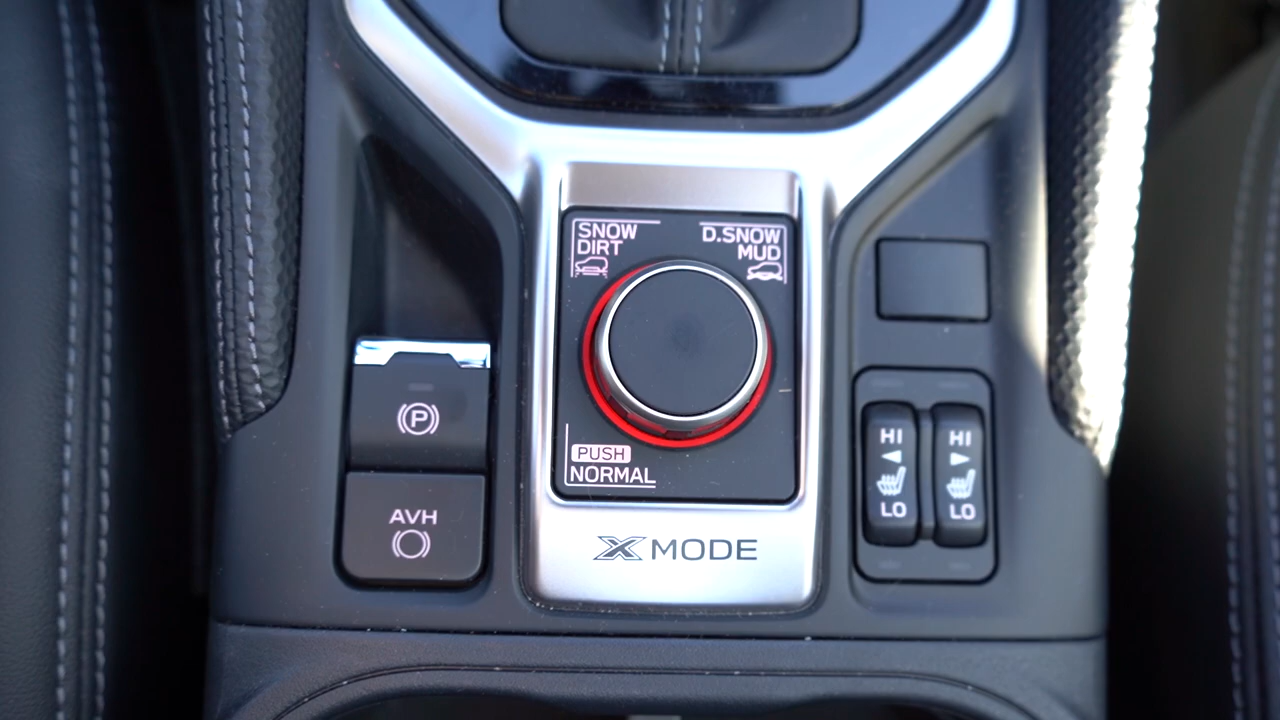 SNOW
DIRT
D.SNOW
MUD
PUSH
NORMAL
X MODE
P
AVH
HI
LO
HI
LO